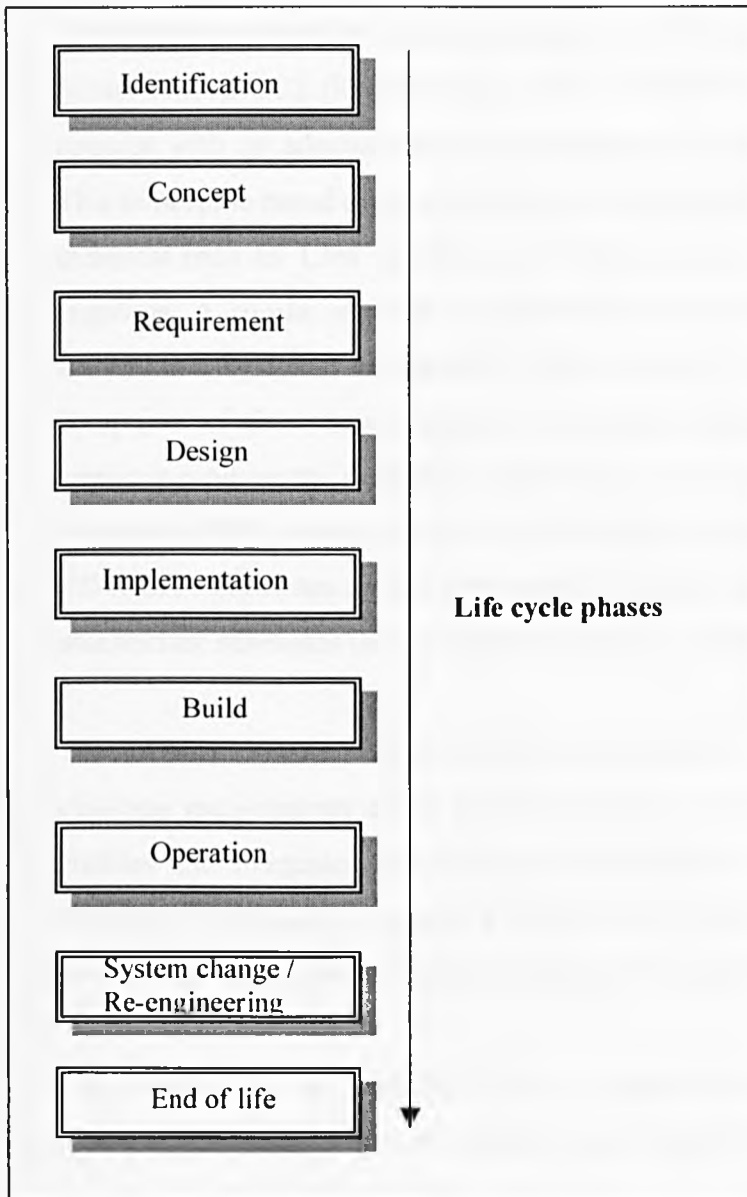 Identification
Concept
Requirement
Design
Implementation
Life cycle phases
Build
Operation
System change /
Re-engineering
End of life